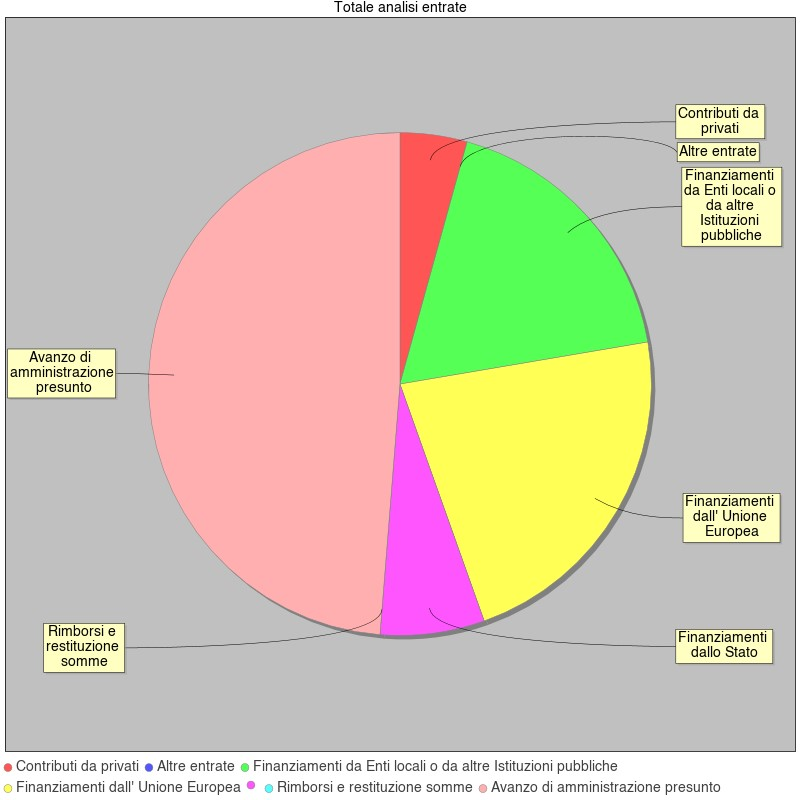 Totale analisi entrate
Contributi da
privati
Altre entrate
Finanziamenti
da Enti locali o
da altre
Istituzioni
pubbliche
Avanzo di
amministrazione
presunto
Finanziamenti
dall' Unione
Europea
Rimborsi e
restituzione
somme
Finanziamenti
dallo Stato
Contributi da privati Altre entrate Finanziamenti da Enti locali o da altre Istituzioni pubbliche
Finanziamenti dall' Unione Europea Rimborsi e restituzione somme Avanzo di amministrazione presunto